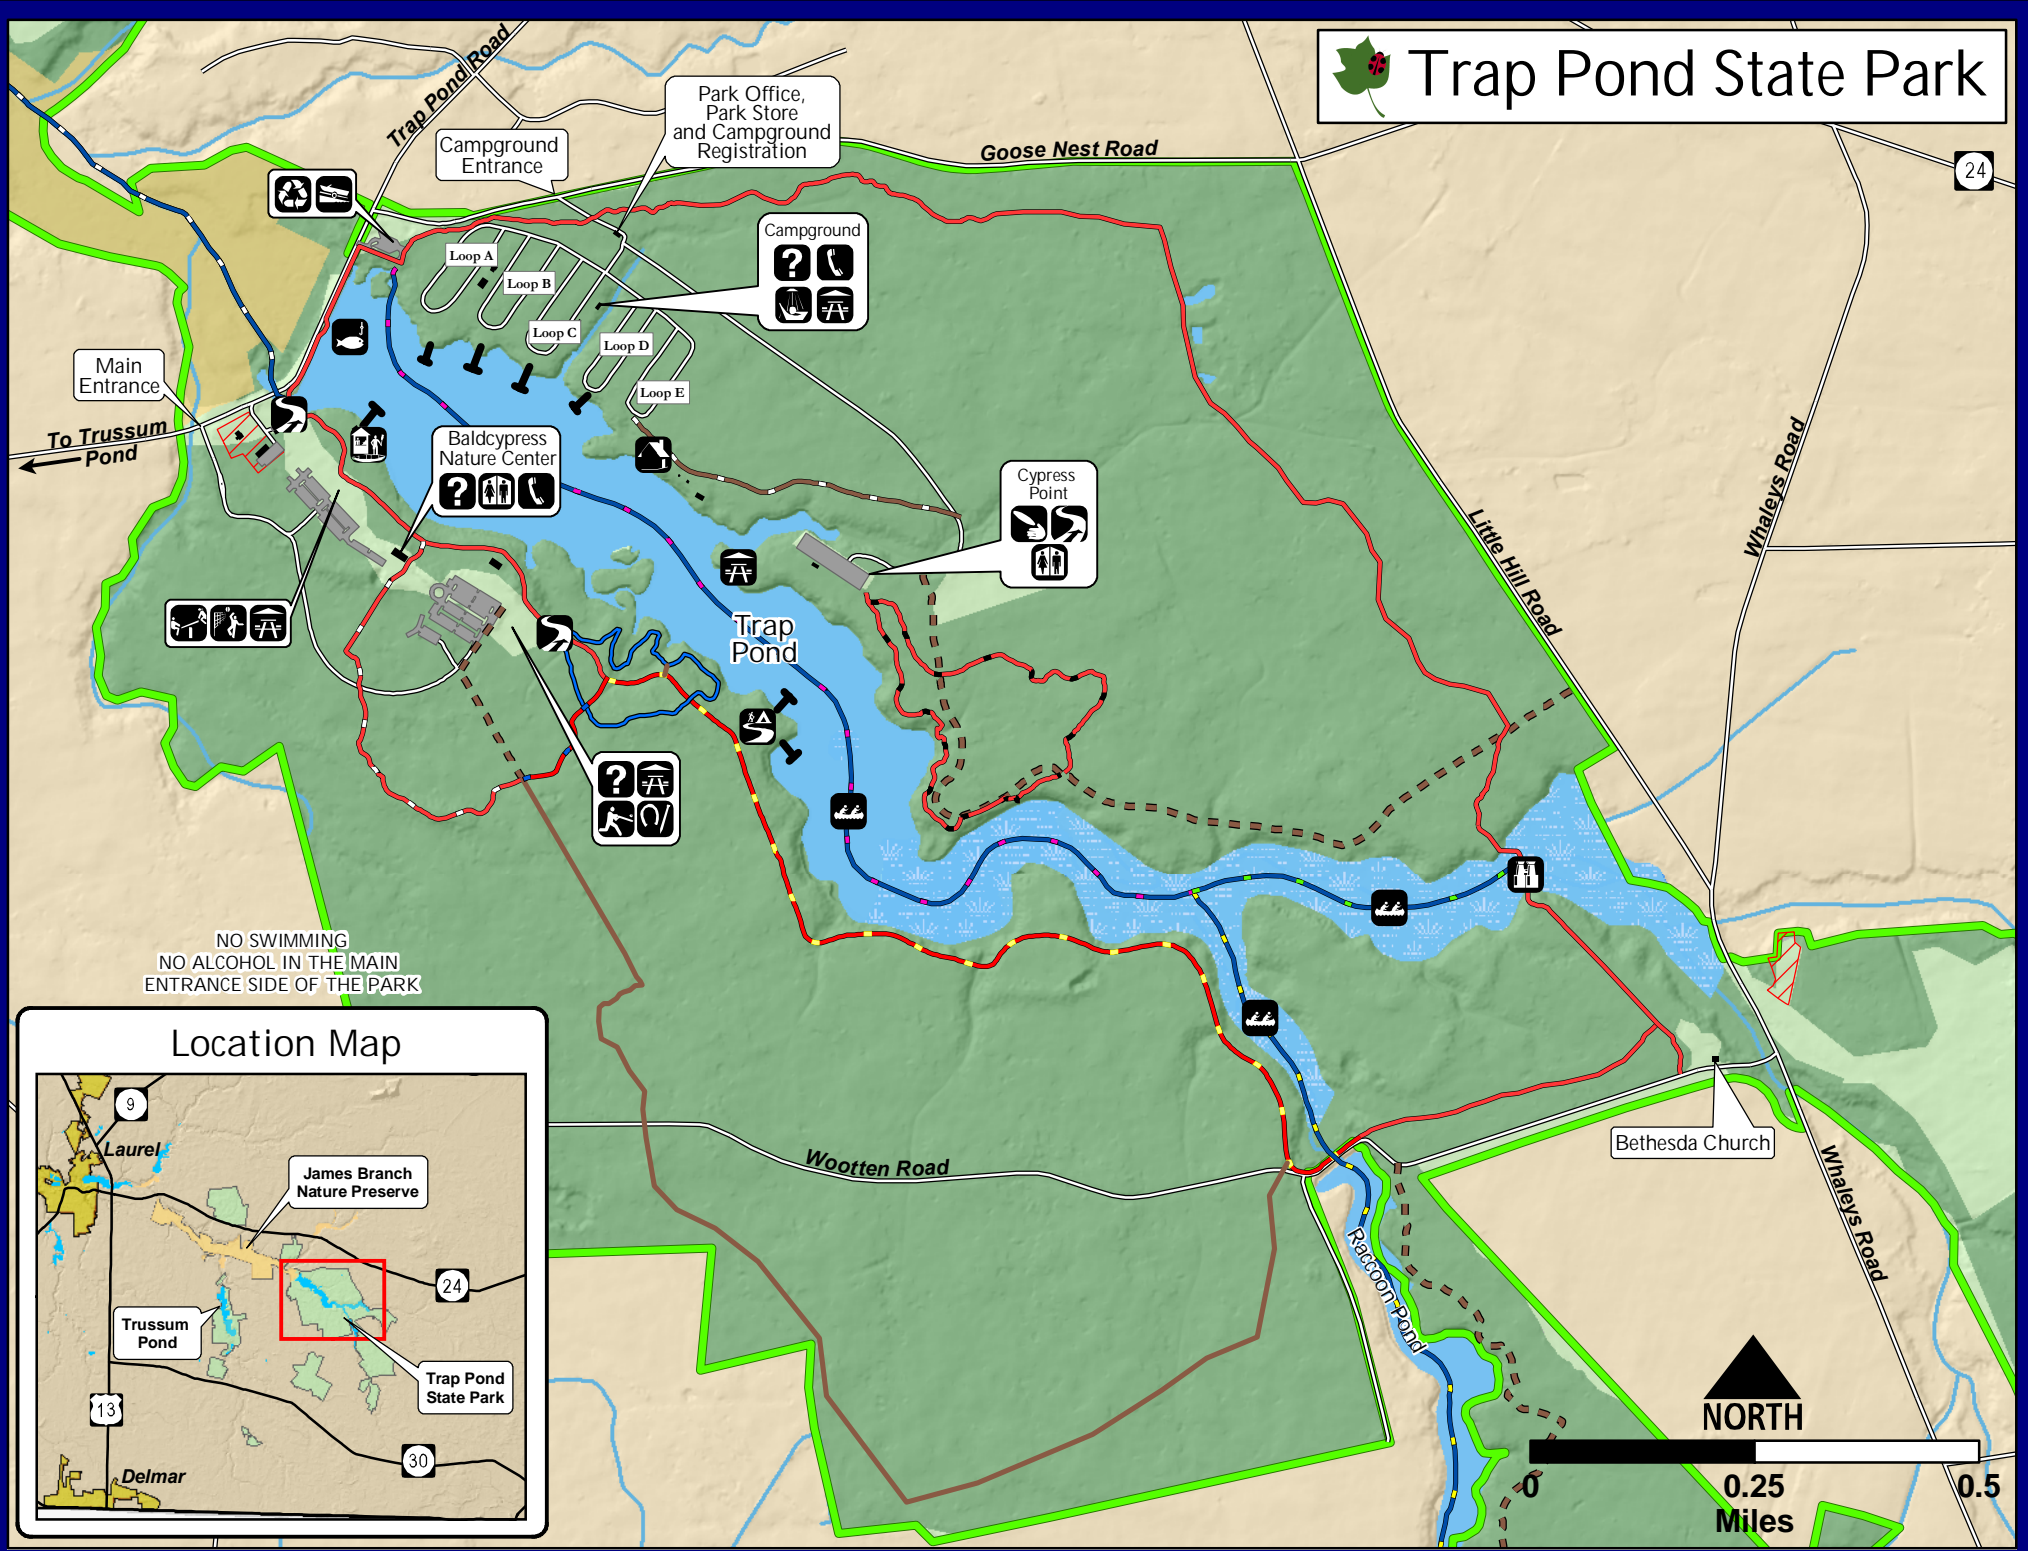 Trap Pond State Park
Trap Pond Road
Park Office,
Park Store
and Campground
Registration
Campground
Entrance
Goose Nest Road
24
Campground
?
Loop A
Loop B
Loop C
Loop D
Loop E
Main
Entrance
To Trussum
Pond
Baldcypress
Nature Center
?
Cypress
Point
Little Hill Road
Whaleys Road
Trap
Pond
?
NO SWIMMING
NO ALCOHOL IN THE MAIN
ENTRANCE SIDE OF THE PARK
Wootten Road
Bethesda Church
Whaleys Road
Raccoon Pond
Location Map
9
Laurel
James Branch
Nature Preserve
24
Trussum
Pond
Trap Pond
State Park
13
30
Delmar
NORTH
0
0.25
0.5
Miles